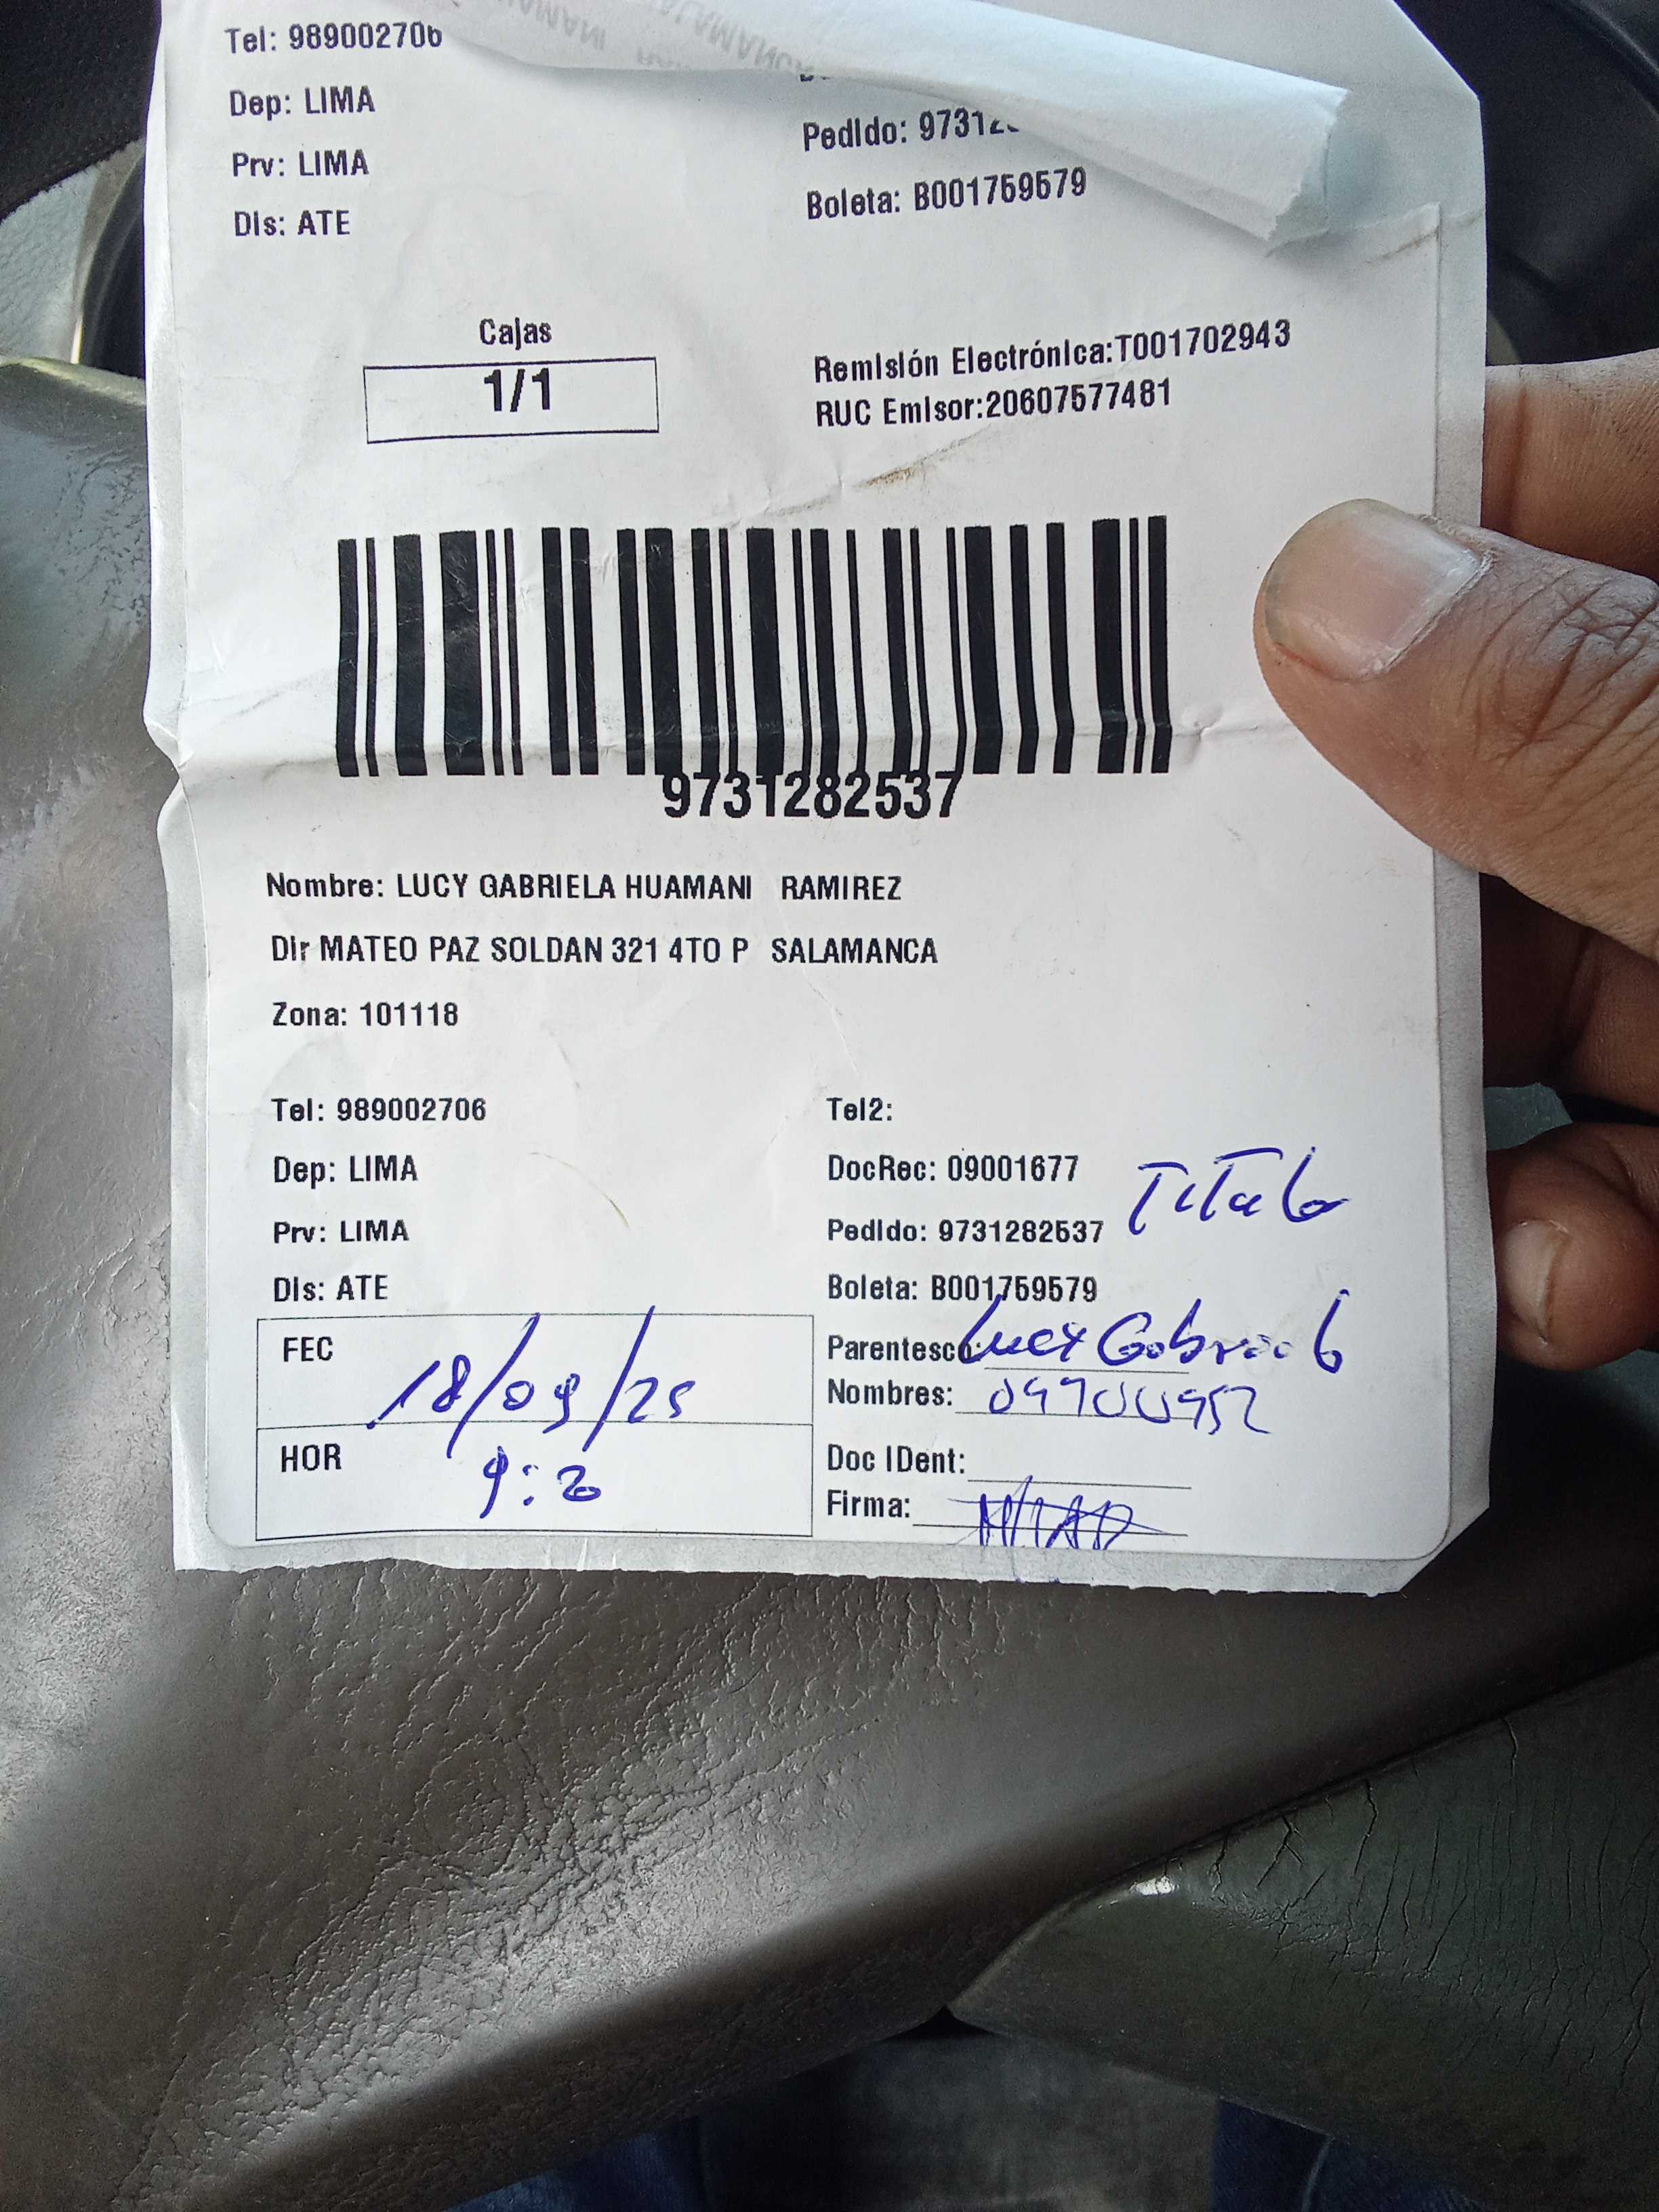 Tel: 989002706
Dep: LIMA
Prv: LIMA
Dis: ATE
Pedido: 97312
Boleta: B001759579
Cajas
1/1
Remisión Electrónica:T001702943
RUC Emisor:20607577481
9731282537
Nombre: LUCY GABRIELA HUAMANI RAMIREZ
Dir MATEO PAZ SOLDAN 321 4TO P SALAMANCA
Zona: 101118
Tel: 989002706
Tel2:
Dep: LIMA
DocRec: 09001677
Prv: LIMA
Pedido: 9731282537
Dis: ATE
Boleta: B001759579
FEC 18/09/25
HOR
Parentesco: Lucy Gabriela
Nombres:
Doc IDent:
Firma: